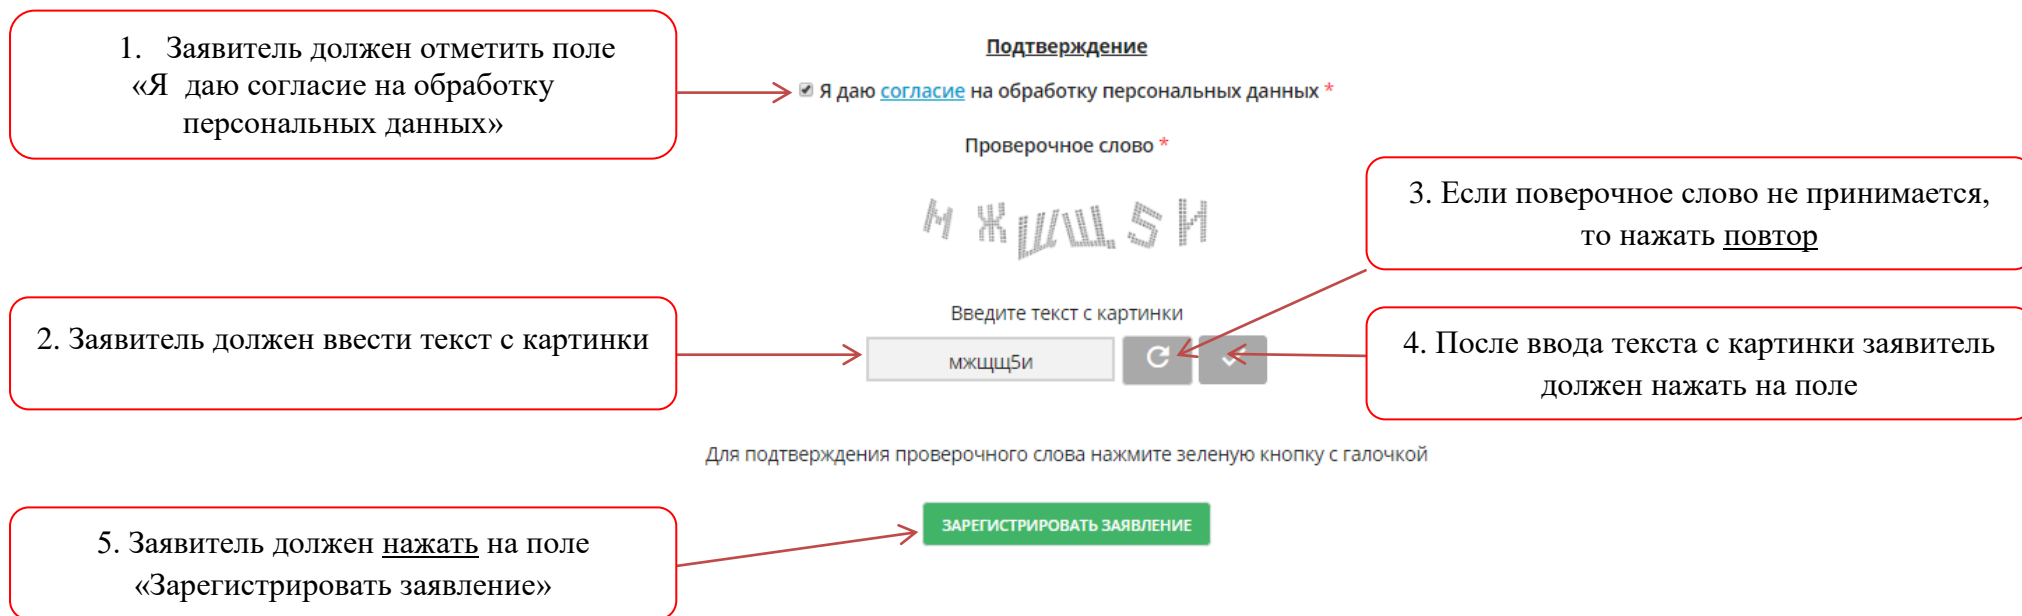 1. Заявитель должен отметить поле
«Я даю согласие на обработку
персональных данных»
Подтверждение
Я даю согласие на обработку персональных данных *
Проверочное слово *
М Ж Ш Щ 5 И
3. Если поверочное слово не принимается,
то нажать повтор
2. Заявитель должен ввести текст с картинки
Введите текст с картинки
мжщщ5и
4. После ввода текста с картинки заявитель
должен нажать на поле
Для подтверждения проверочного слова нажмите зеленую кнопку с галочкой
5. Заявитель должен нажать на поле
«Зарегистрировать заявление»
ЗАРЕГИСТРИРОВАТЬ ЗАЯВЛЕНИЕ